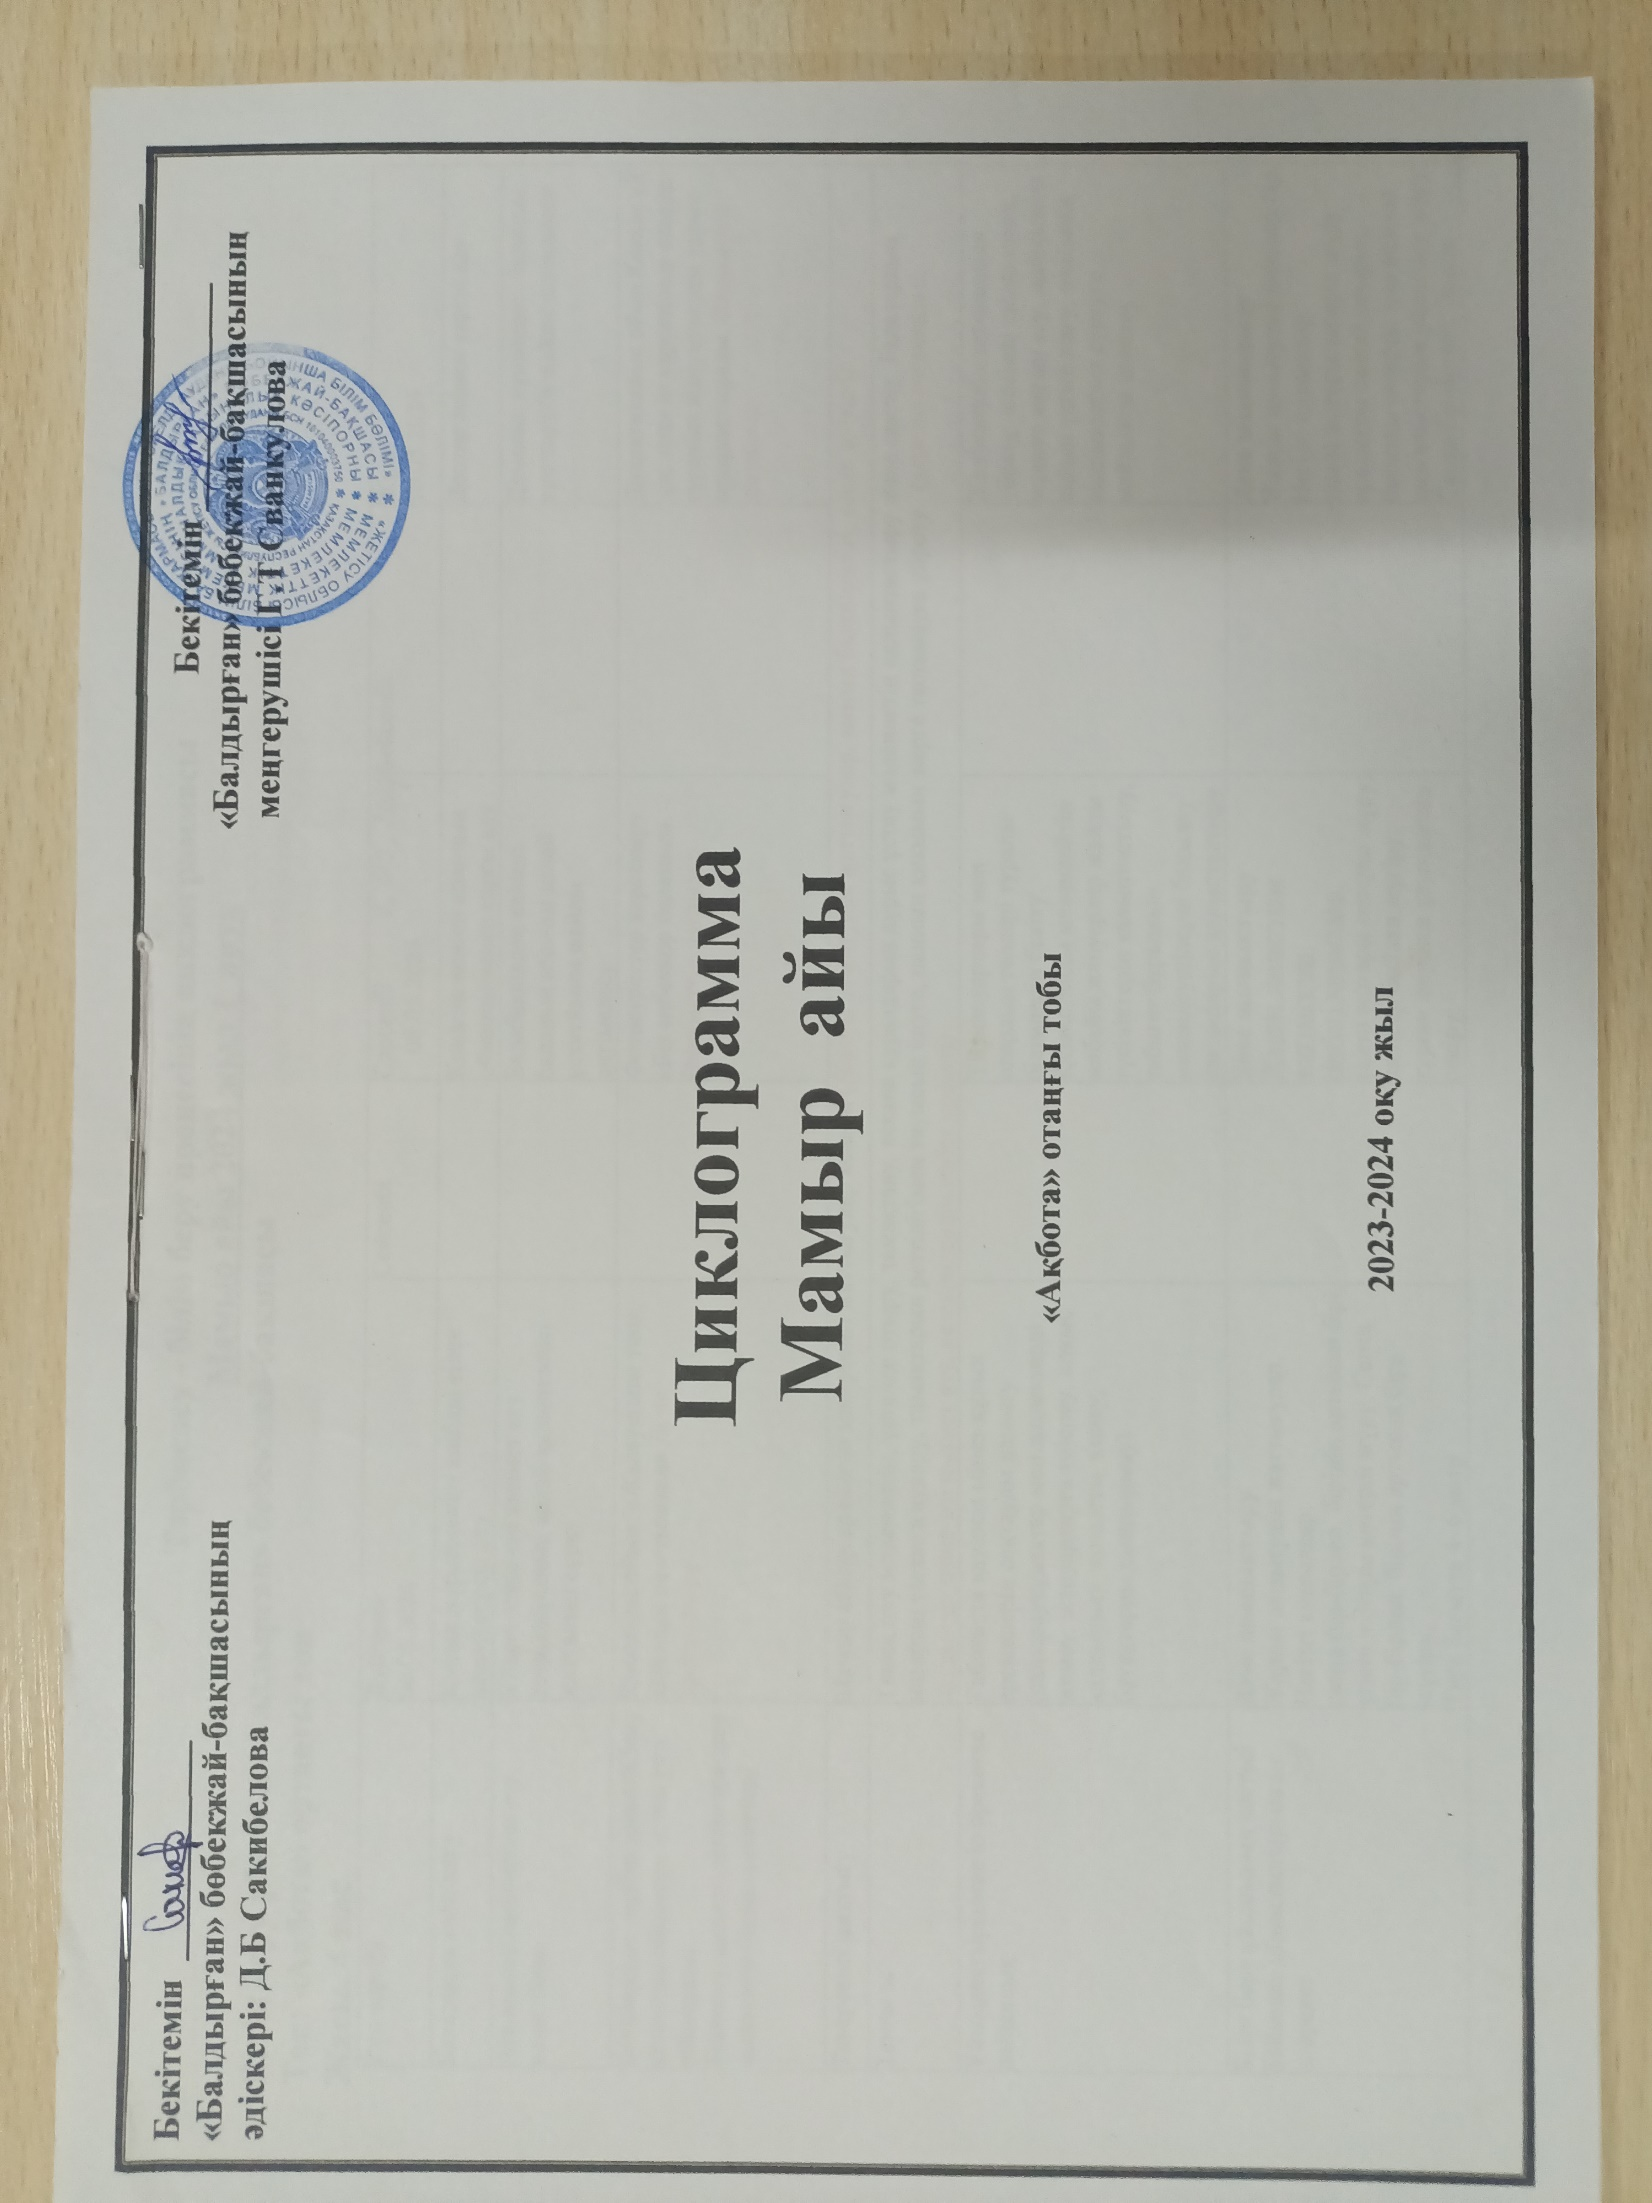 Бекітемін
«Балдырған» бөбекжай-бақшасының
әдіскері: Д.Б Сакибелова
Бекітемін
«Балдырған» бөбекжай-бақшасының
меңгерушісі Г.Т Сванкулова
Циклограмма
Мамыр айы
«Ақбота» отаңғы тобы
2023-2024 оқу жыл